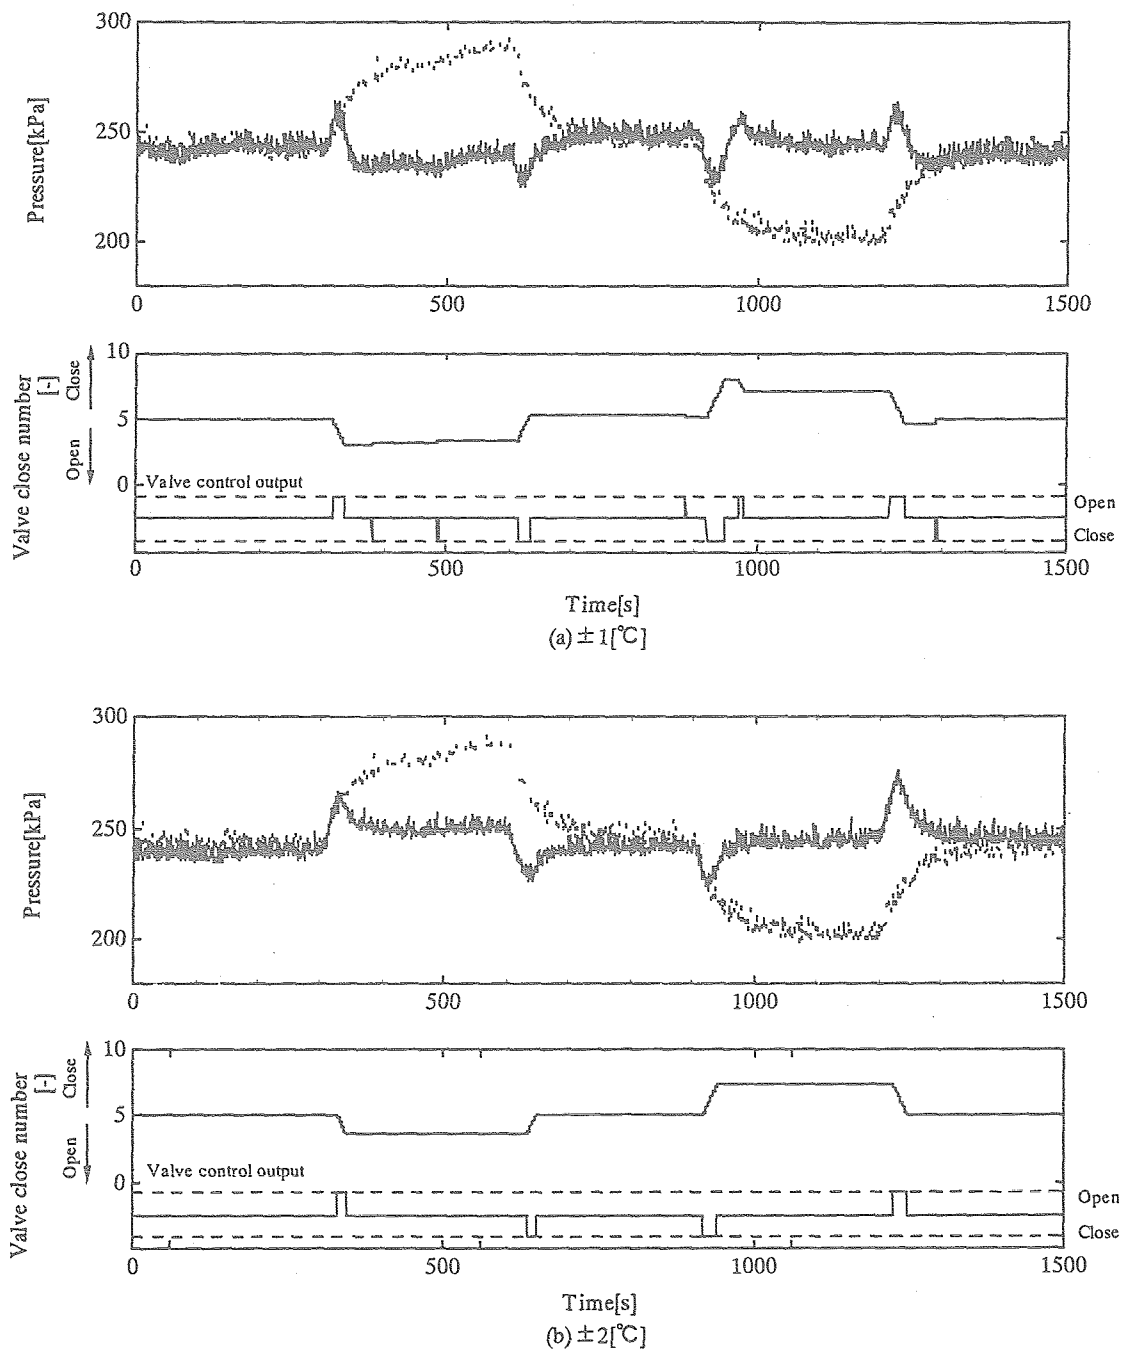 300
250
200
Pressure[kPa]
0 500 1000 1500
10
5
0
Valve close number
[-]
Open Close
Valve control output
Open
Close
0 500 1000 1500
Time[s]
(a) ±1[℃]
300
250
200
Pressure[kPa]
0 500 1000 1500
10
5
0
Valve close number
[-]
Open Close
Valve control output
Open
Close
0 500 1000 1500
Time[s]
(b) ±2[℃]